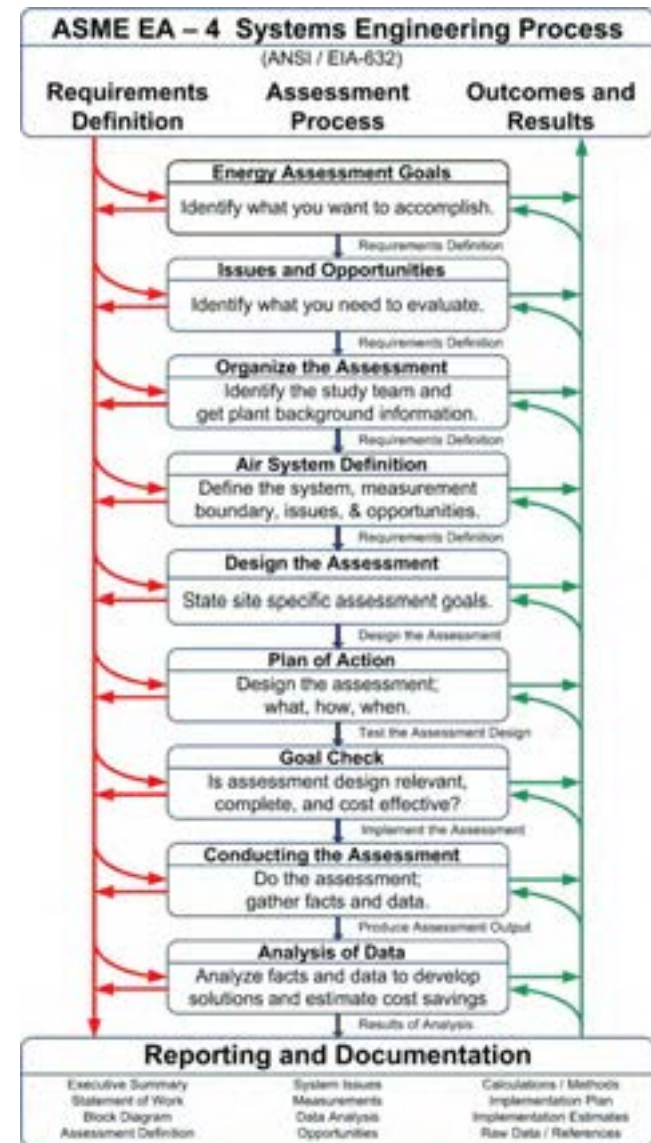 ASME EA – 4 Systems Engineering Process
(ANSI / EIA-632)
Requirements Definition
Assessment Process
Outcomes and Results
Energy Assessment Goals
Identify what you want to accomplish.
Requirements Definition
Issues and Opportunities
Identify what you need to evaluate.
Requirements Definition
Organize the Assessment
Identify the study team and
get plant background information.
Requirements Definition
Air System Definition
Define the system, measurement
boundary, issues, & opportunities.
Requirements Definition
Design the Assessment
State site specific assessment goals.
Design the Assessment
Plan of Action
Design the assessment;
what, how, when.
Test the Assessment Design
Goal Check
Is assessment design relevant,
complete, and cost effective?
Implement the Assessment
Conducting the Assessment
Do the assessment;
gather facts and data.
Produce Assessment Output
Analysis of Data
Analyze facts and data to develop
solutions and estimate cost savings
Results of Analysis
Reporting and Documentation
Executive Summary
Statement of Work
Block Diagram
Assessment Definition
System Issues
Measurements
Data Analysis
Opportunities
Calculations / Methods
Implementation Plan
Implementation Estimates
Raw Data / References